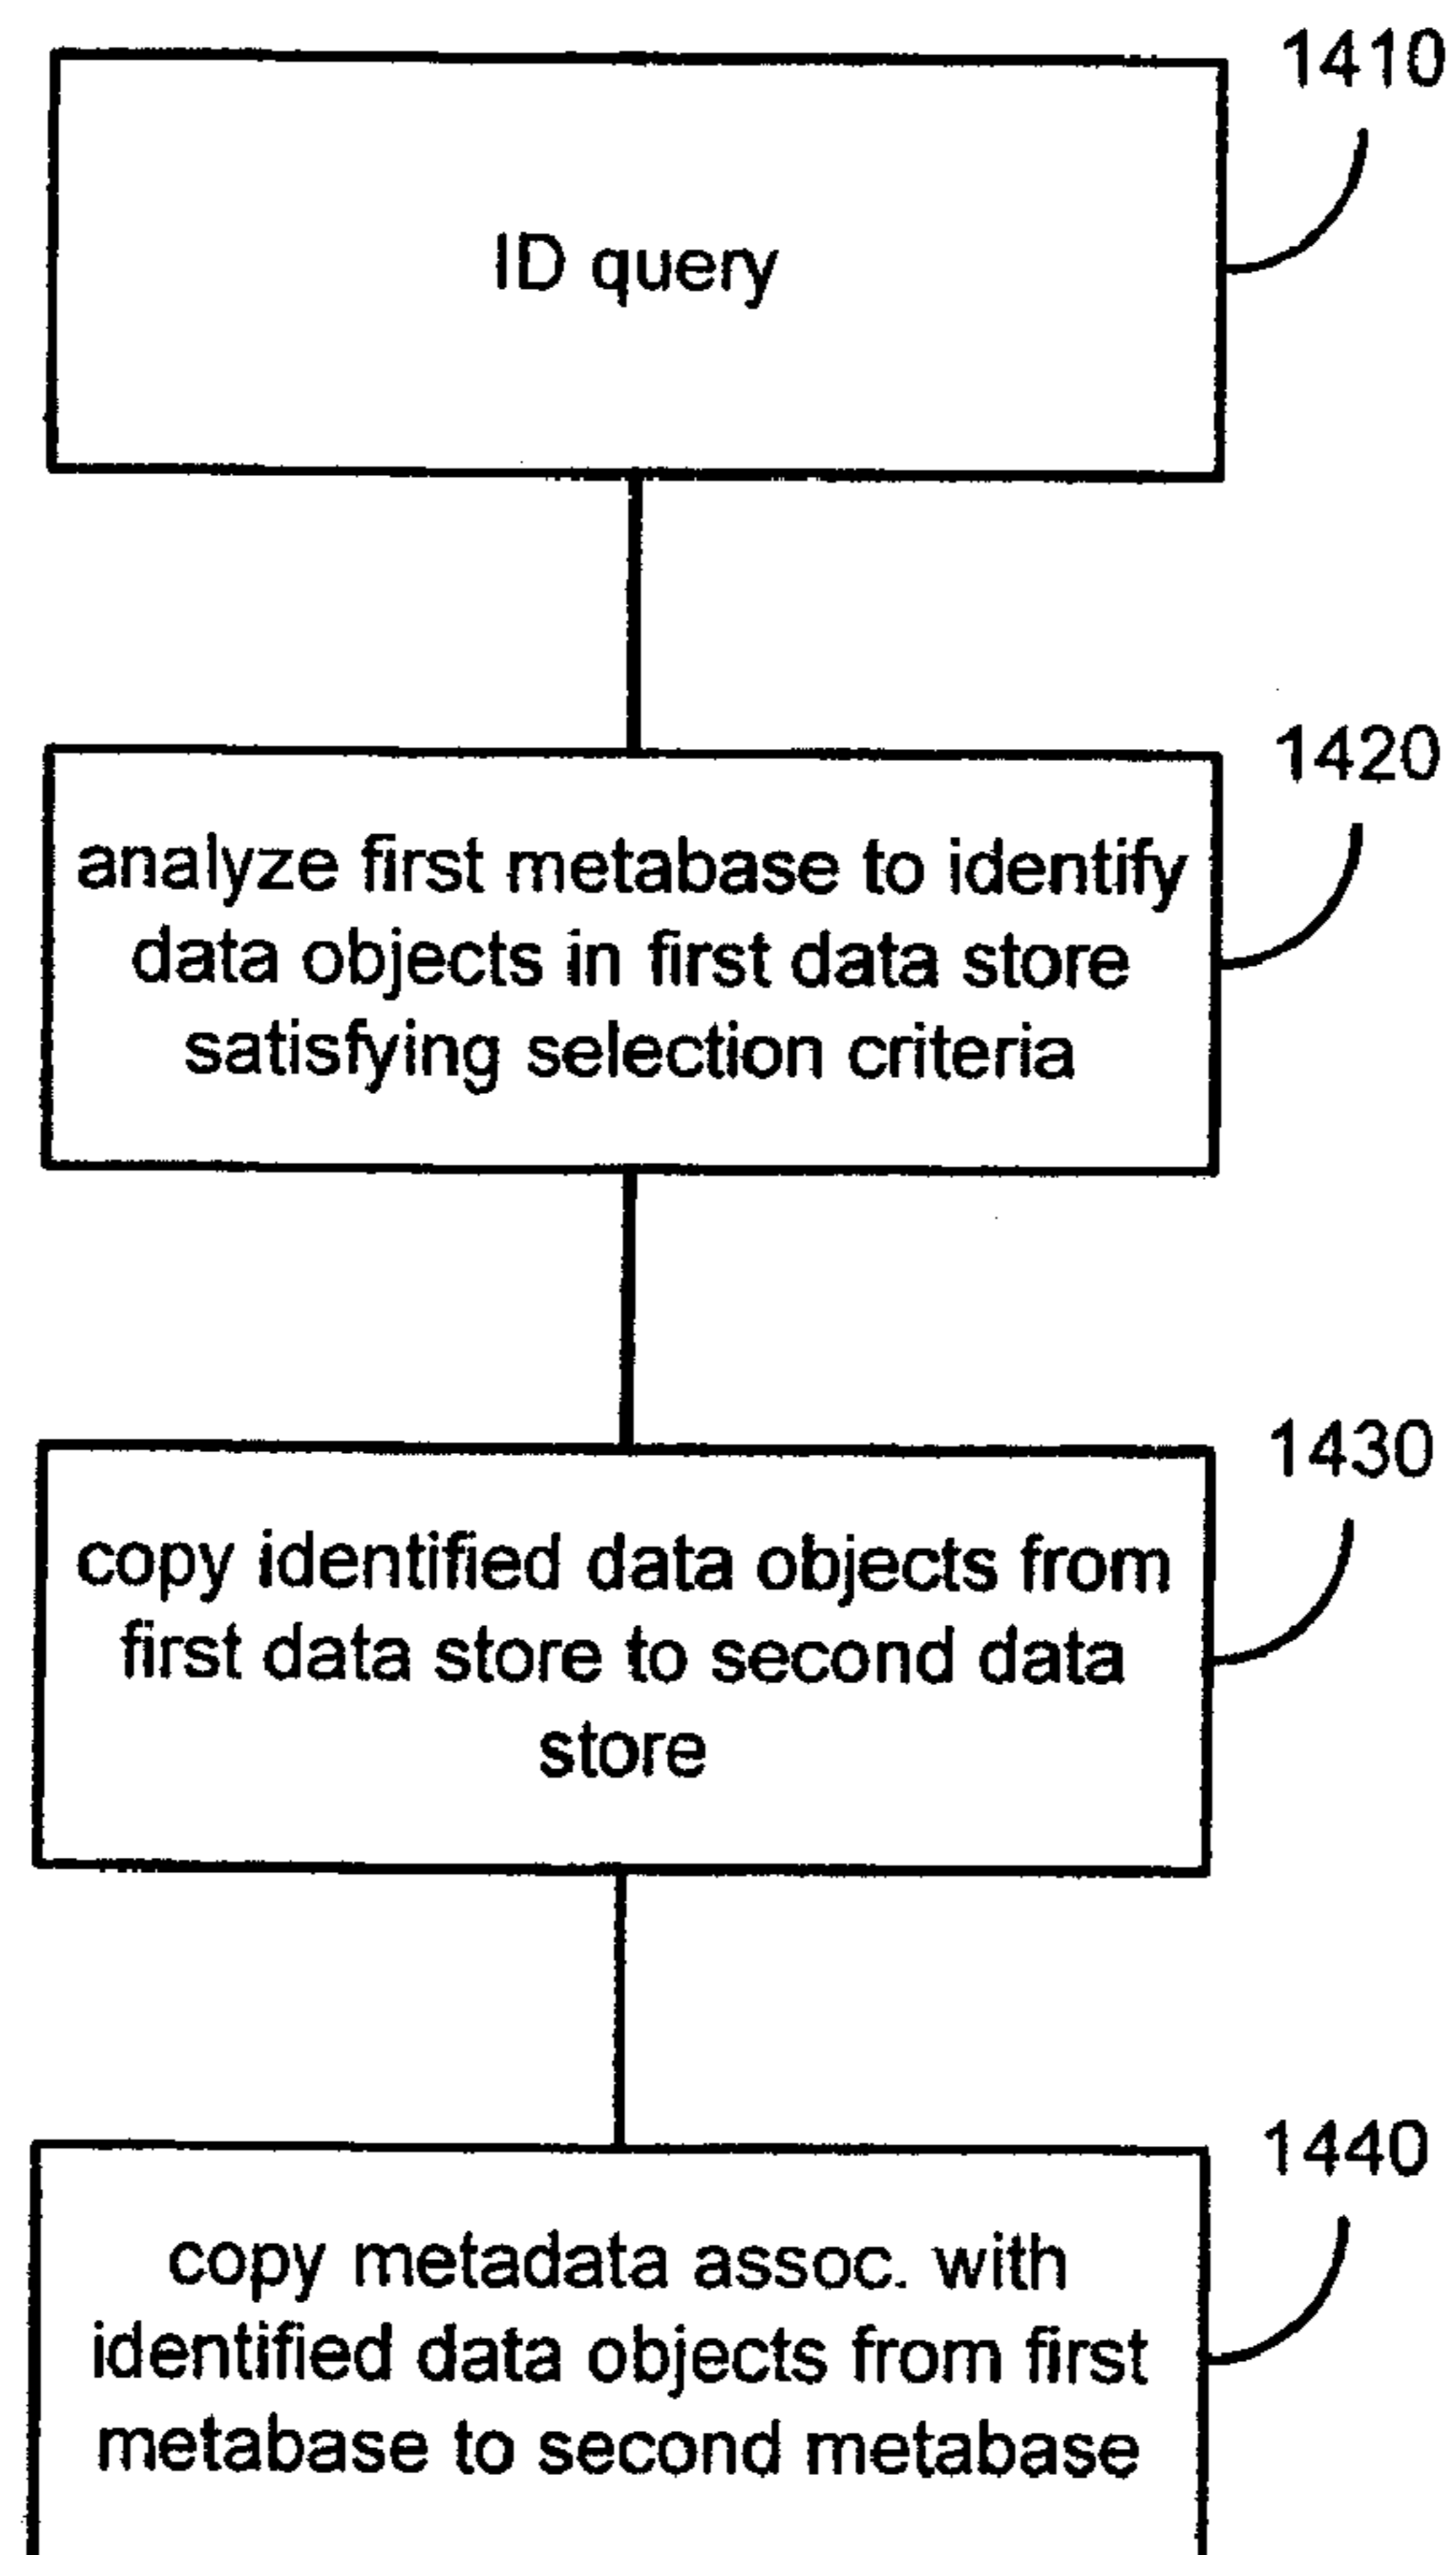 1410
ID query
1420
analyze first metabase to identify
data objects in first data store
satisfying selection criteria
1430
copy identified data objects from
first data store to second data
store
1440
copy metadata assoc. with
identified data objects from first
metabase to second metabase